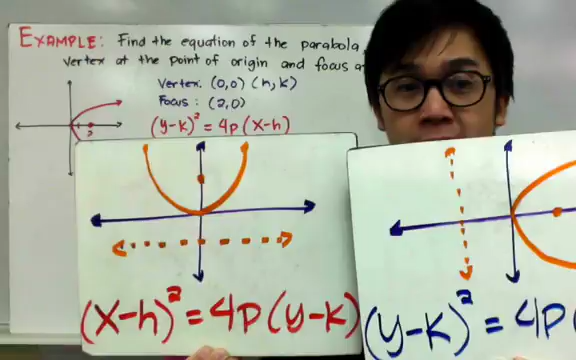 EXAMPLE: Find the equation of the parabola
vertex at the point of origin and focus a
Vertex: (0,0) (h,k)
Focus: (2,0)
(y-k)² = 4p(x-h)
(x-h)² = 4p(y-k)
(y-k)² = 4p(